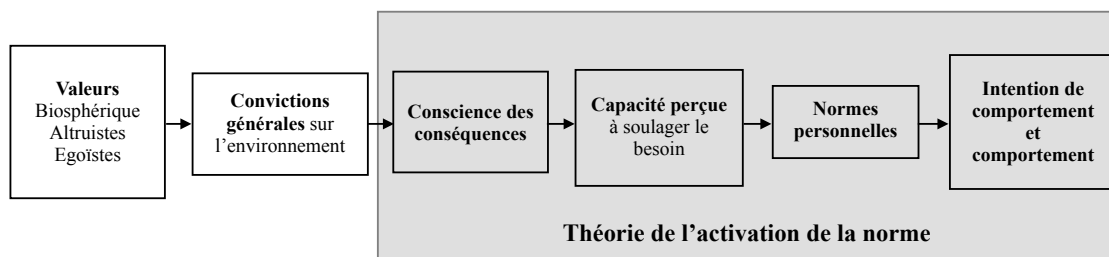 Valeurs
Biosphérique
Altruistes
Egoïstes
Convictions
générales sur
l'environnement
Conscience des
conséquences
Capacité perçue
à soulager le
besoin
Normes
personnelles
Intention de
comportement
et
comportement
Théorie de l'activation de la norme